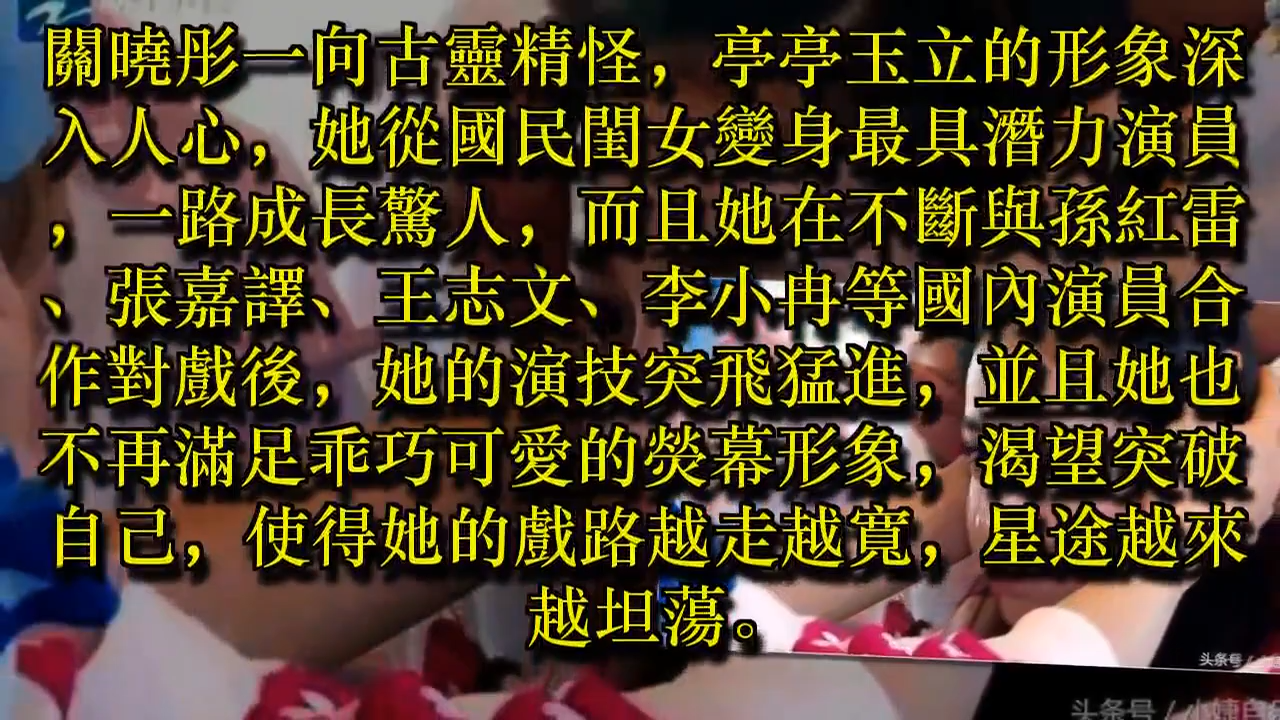 關曉彤一向古靈精怪，亭亭玉立的形象深
入人心，她從國民閨女變身最具潛力演員
，一路成長驚人，而且她在不斷與孫紅雷
、張嘉譯、王志文、李小冉等國內演員合
作對戲後，她的演技突飛猛進，並且她也
不再滿足乖巧可愛的熒幕形象，渴望突破
自己，使得她的戲路越走越寬，星途越來
越坦蕩。
头条号 /
头条号 / 小婕自